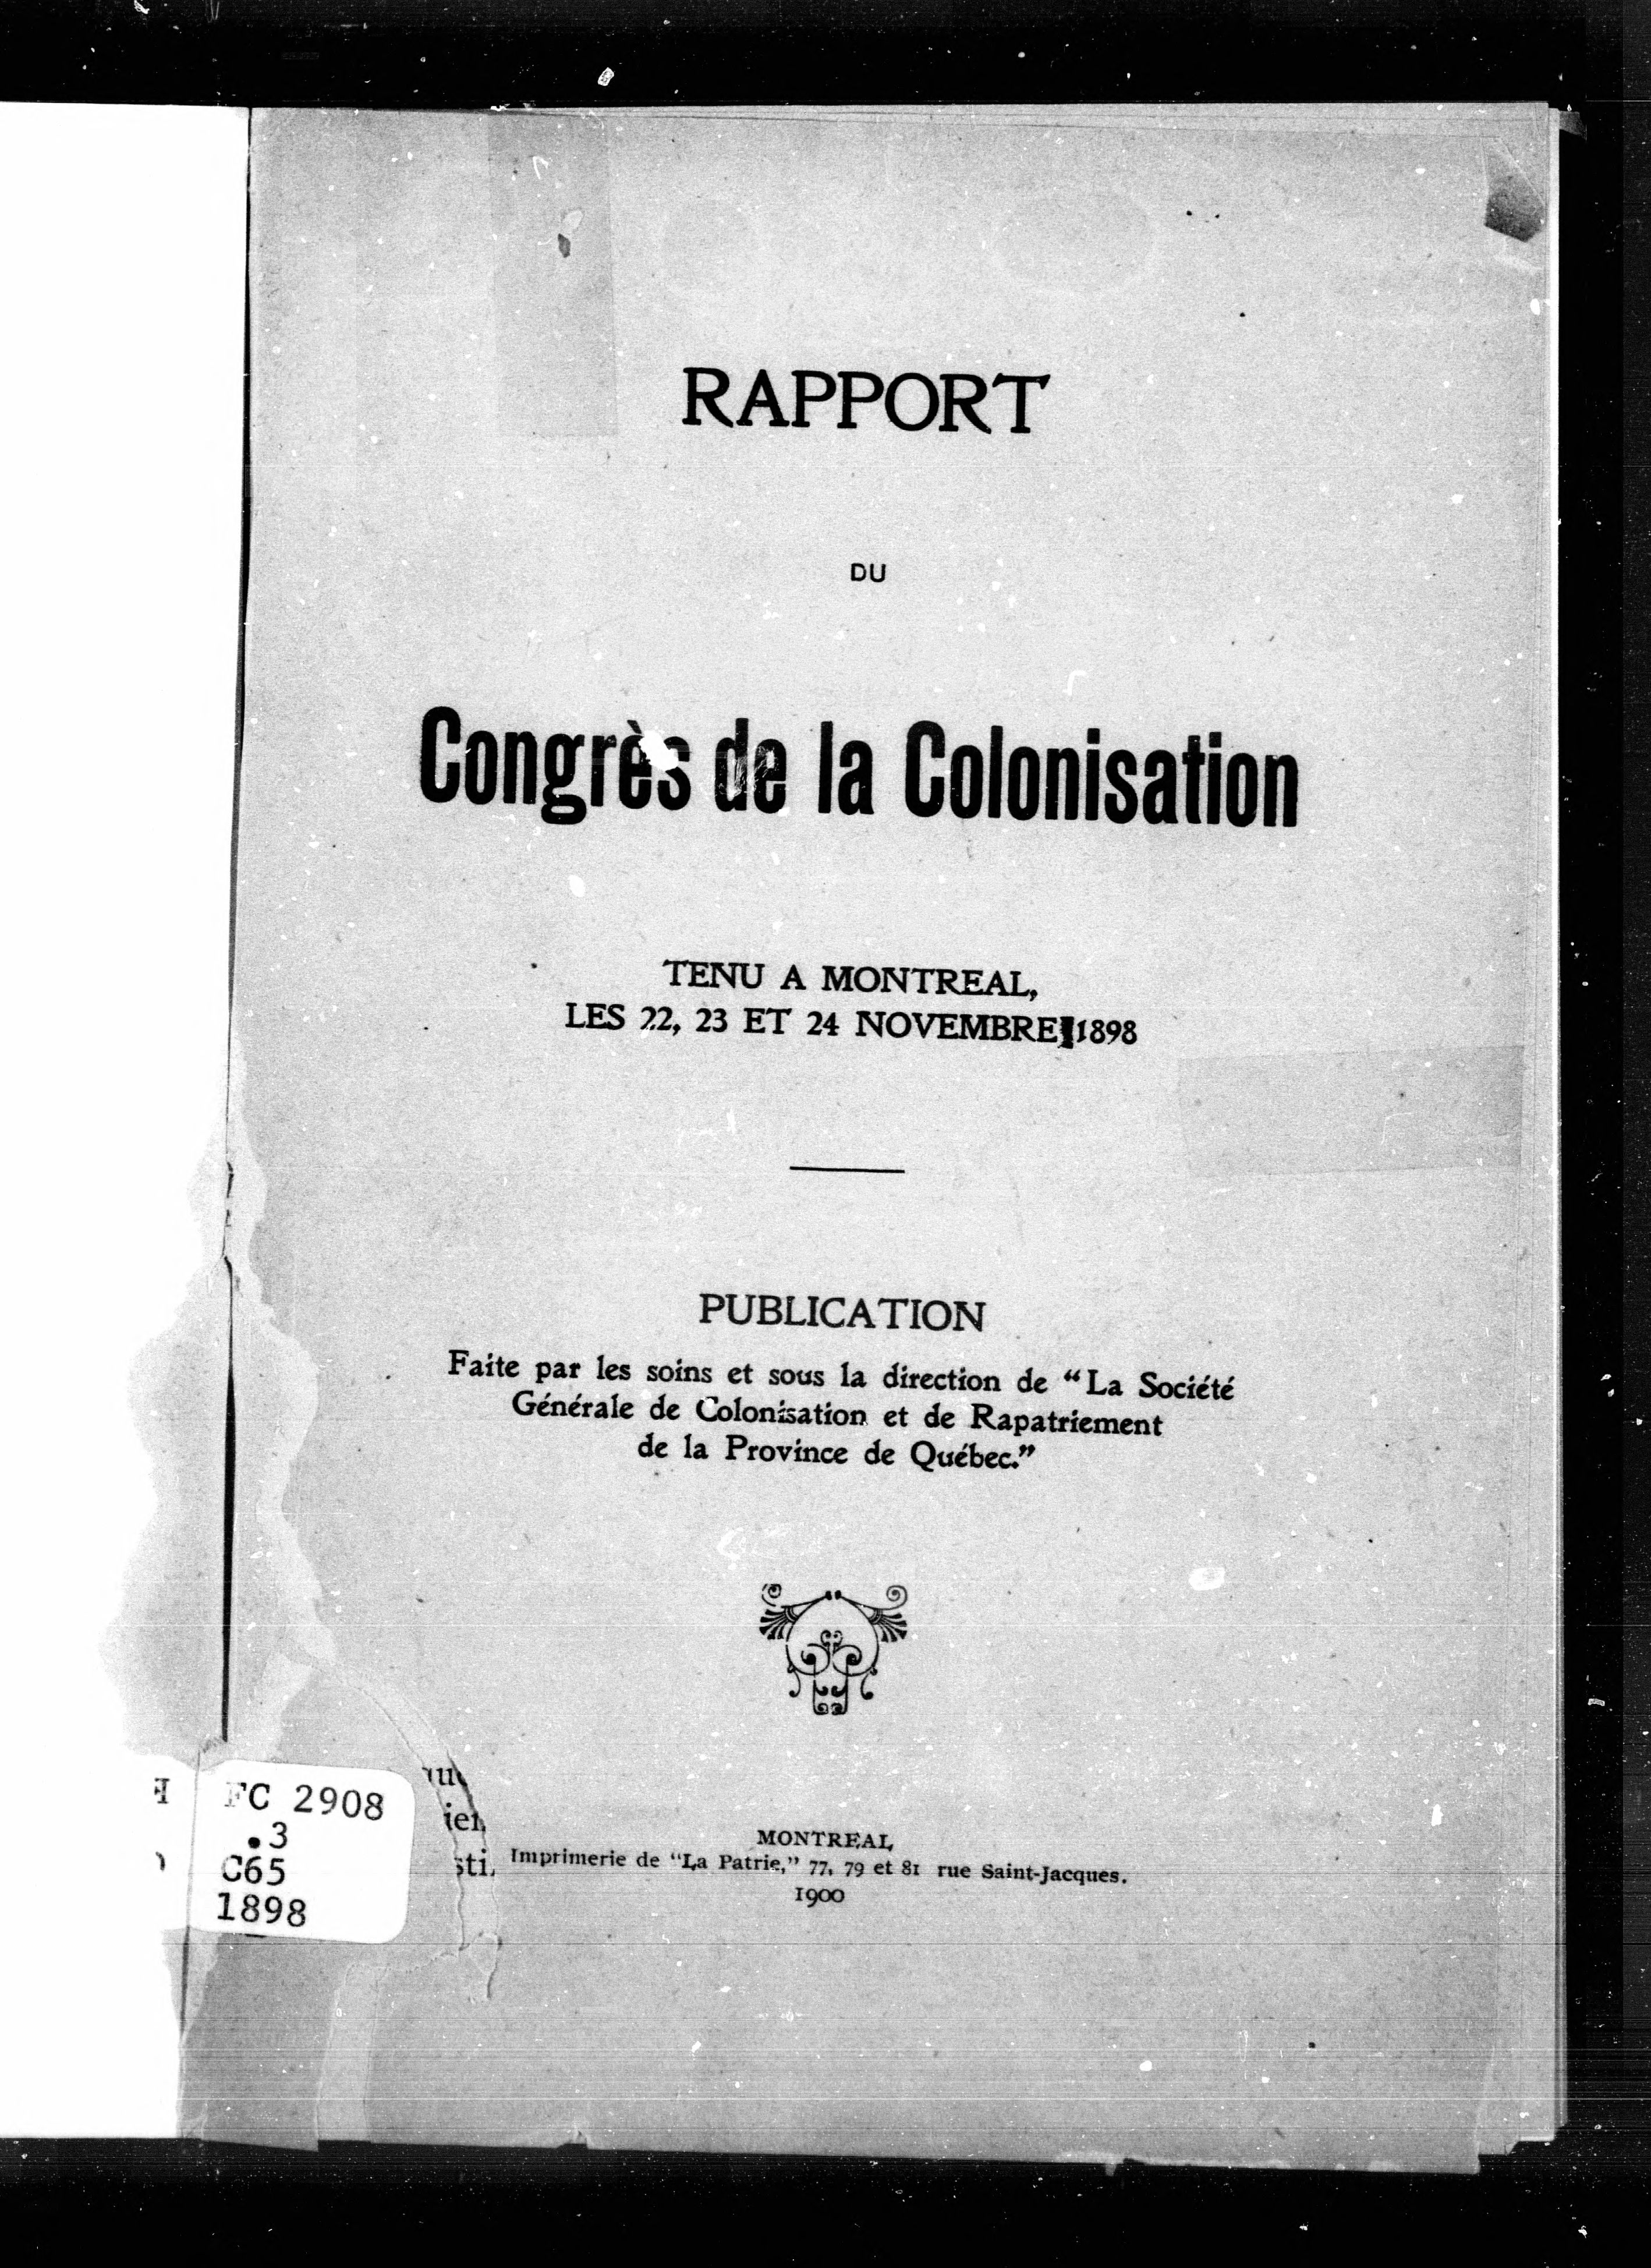 RAPPORT
DU
Congrès de la Colonisation
TENU A MONTREAL,
LES 22, 23 ET 24 NOVEMBRE 1898
PUBLICATION
Faite par les soins et sous la direction de “La Société
Générale de Colonisation et de Rapatriement
de la Province de Québec.”
FC 2908
.3
C65
1898
MONTREAL
Imprimerie de “La Patrie,” 77, 79 et 81 rue Saint-Jacques.
1900